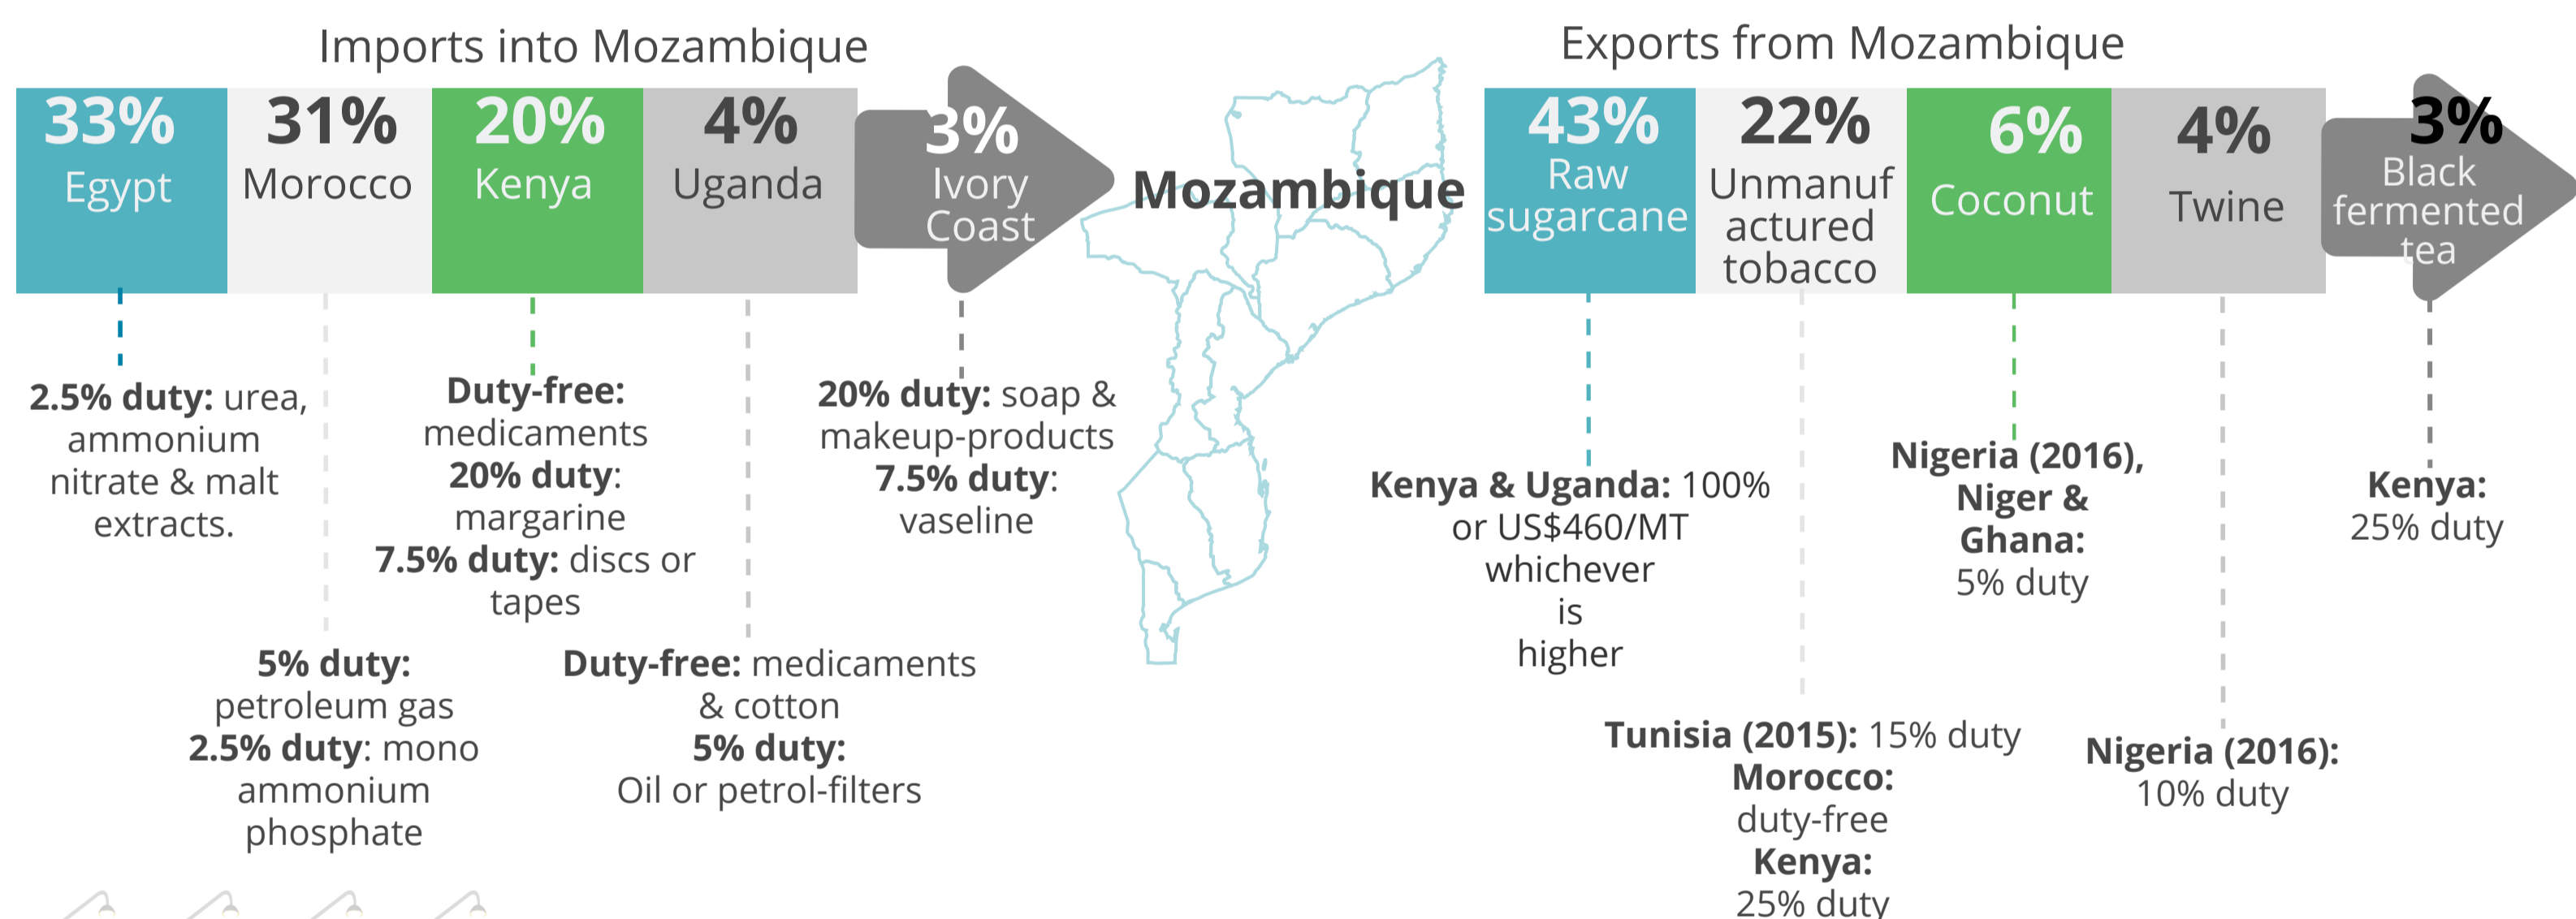 Imports into Mozambique
33%
Egypt
31%
Morocco
20%
Kenya
4%
Uganda
3%
Ivory
Coast
2.5% duty: urea,
ammonium
nitrate & malt
extracts.
5% duty:
petroleum gas
2.5% duty: mono
ammonium
phosphate
Duty-free:
medicaments
20% duty:
margarine
7.5% duty: discs or
tapes
Duty-free: medicaments
& cotton
5% duty:
Oil or petrol-filters
20% duty: soap &
makeup-products
7.5% duty:
vaseline
Mozambique
Exports from Mozambique
43%
Raw
sugarcane
22%
Unmanuf
actured
tobacco
6%
Coconut
4%
Twine
3%
Black
fermented
tea
Kenya & Uganda: 100%
or US$460/MT
whichever
is
higher
Tunisia (2015): 15% duty
Morocco:
duty-free
Kenya:
25% duty
Nigeria (2016),
Niger &
Ghana:
5% duty
Nigeria (2016):
10% duty
Kenya:
25% duty